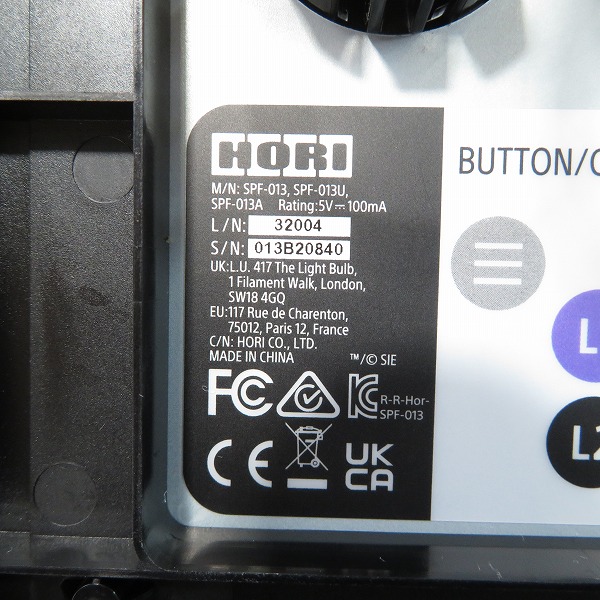 HORI
M/N: SPF-013, SPF-013U,
SPF-013A Rating:5V⎓100mA
L/N: 32004
S/N: 013B20840
UK:L.U. 417 The Light Bulb,
1 Filament Walk, London,
SW18 4GQ
EU:117 Rue de Charenton,
75012, Paris 12, France
C/N: HORI CO., LTD.
MADE IN CHINA ™/© SIE
FC
R-R-Hor-
SPF-013
CE
UK
CA
BUTTON/
L
L2